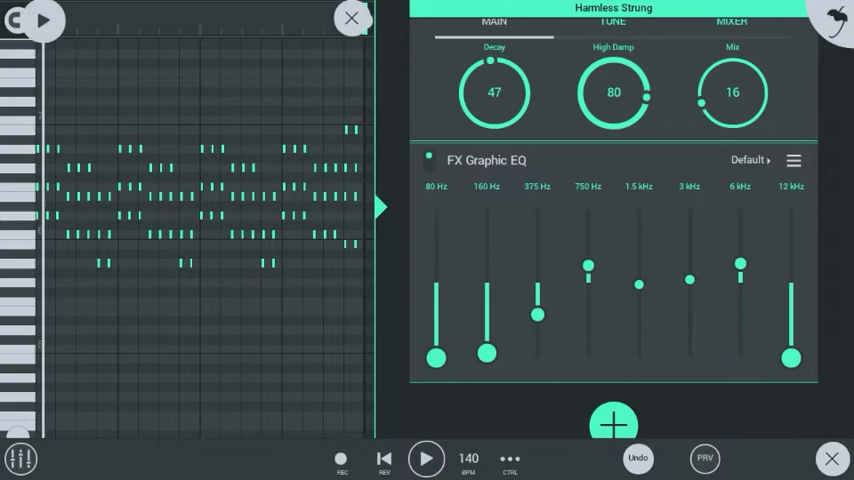 Harmless Strung
MAIN TUNE MIXER
Decay High Damp Mix
47 80 16
FX Graphic EQ Default
80 Hz 160 Hz 375 Hz 750 Hz 1.5 kHz 3 kHz 6 kHz 12 kHz
140 Undo PRV
REC REV BPM CTRL